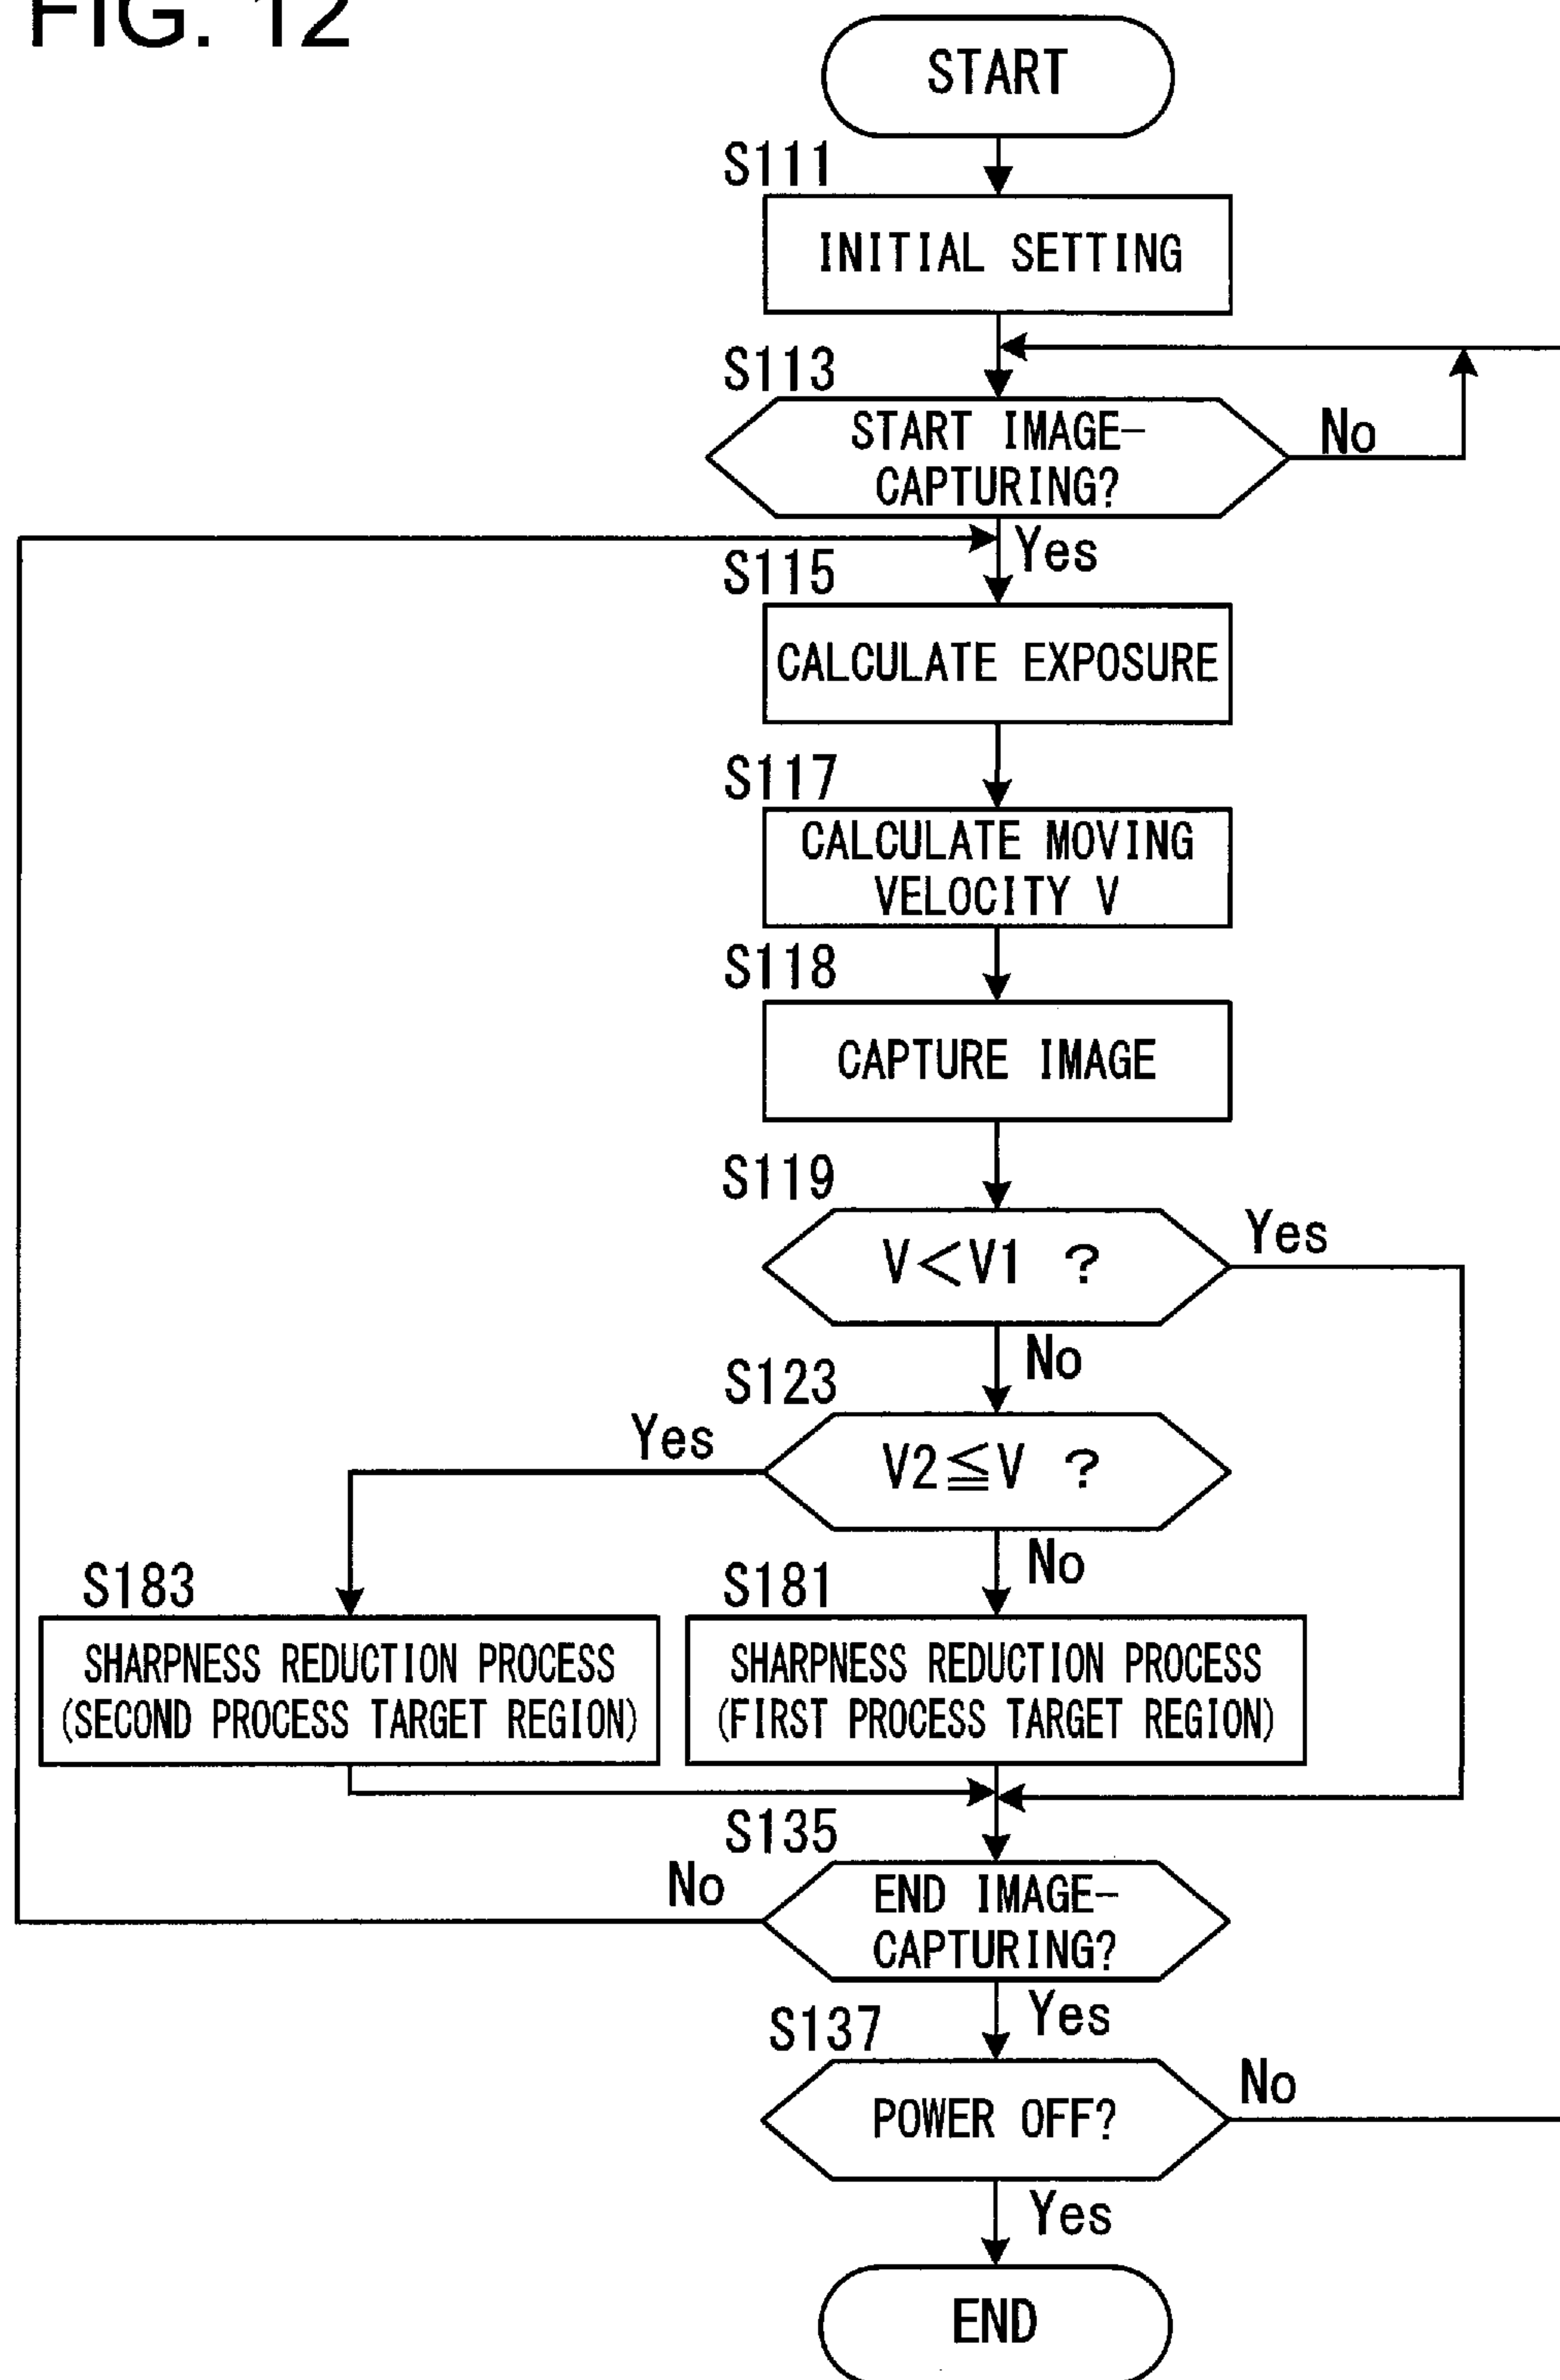 FIG. 12
START
S111
INITIAL SETTING
S113
START IMAGE-
CAPTURING?
No
Yes
S115
CALCULATE EXPOSURE
S117
CALCULATE MOVING
VELOCITY V
S118
CAPTURE IMAGE
S119
V<V1 ?
Yes
No
S123
V2≦V ?
Yes
No
S183
SHARPNESS REDUCTION PROCESS
(SECOND PROCESS TARGET REGION)
S181
SHARPNESS REDUCTION PROCESS
(FIRST PROCESS TARGET REGION)
S135
END IMAGE-
CAPTURING?
No
Yes
S137
POWER OFF?
No
Yes
END